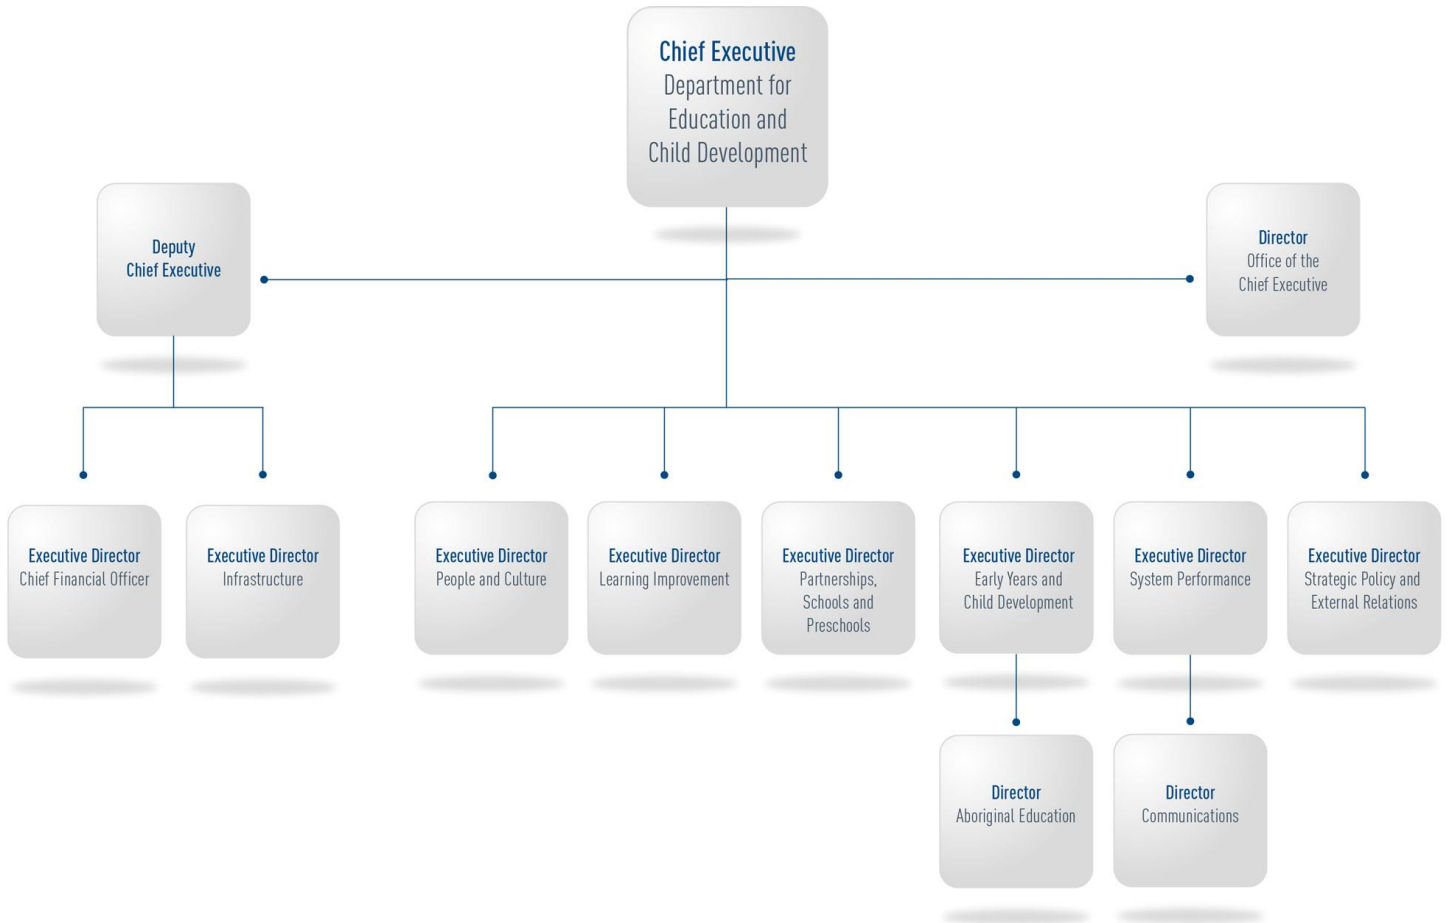 Chief Executive
Department for
Education and
Child Development
Deputy
Chief Executive
Director
Office of the
Chief Executive
Executive Director
Chief Financial Officer
Executive Director
Infrastructure
Executive Director
People and Culture
Executive Director
Learning Improvement
Executive Director
Partnerships,
Schools and
Preschools
Executive Director
Early Years and
Child Development
Executive Director
System Performance
Executive Director
Strategic Policy and
External Relations
Director
Aboriginal Education
Director
Communications